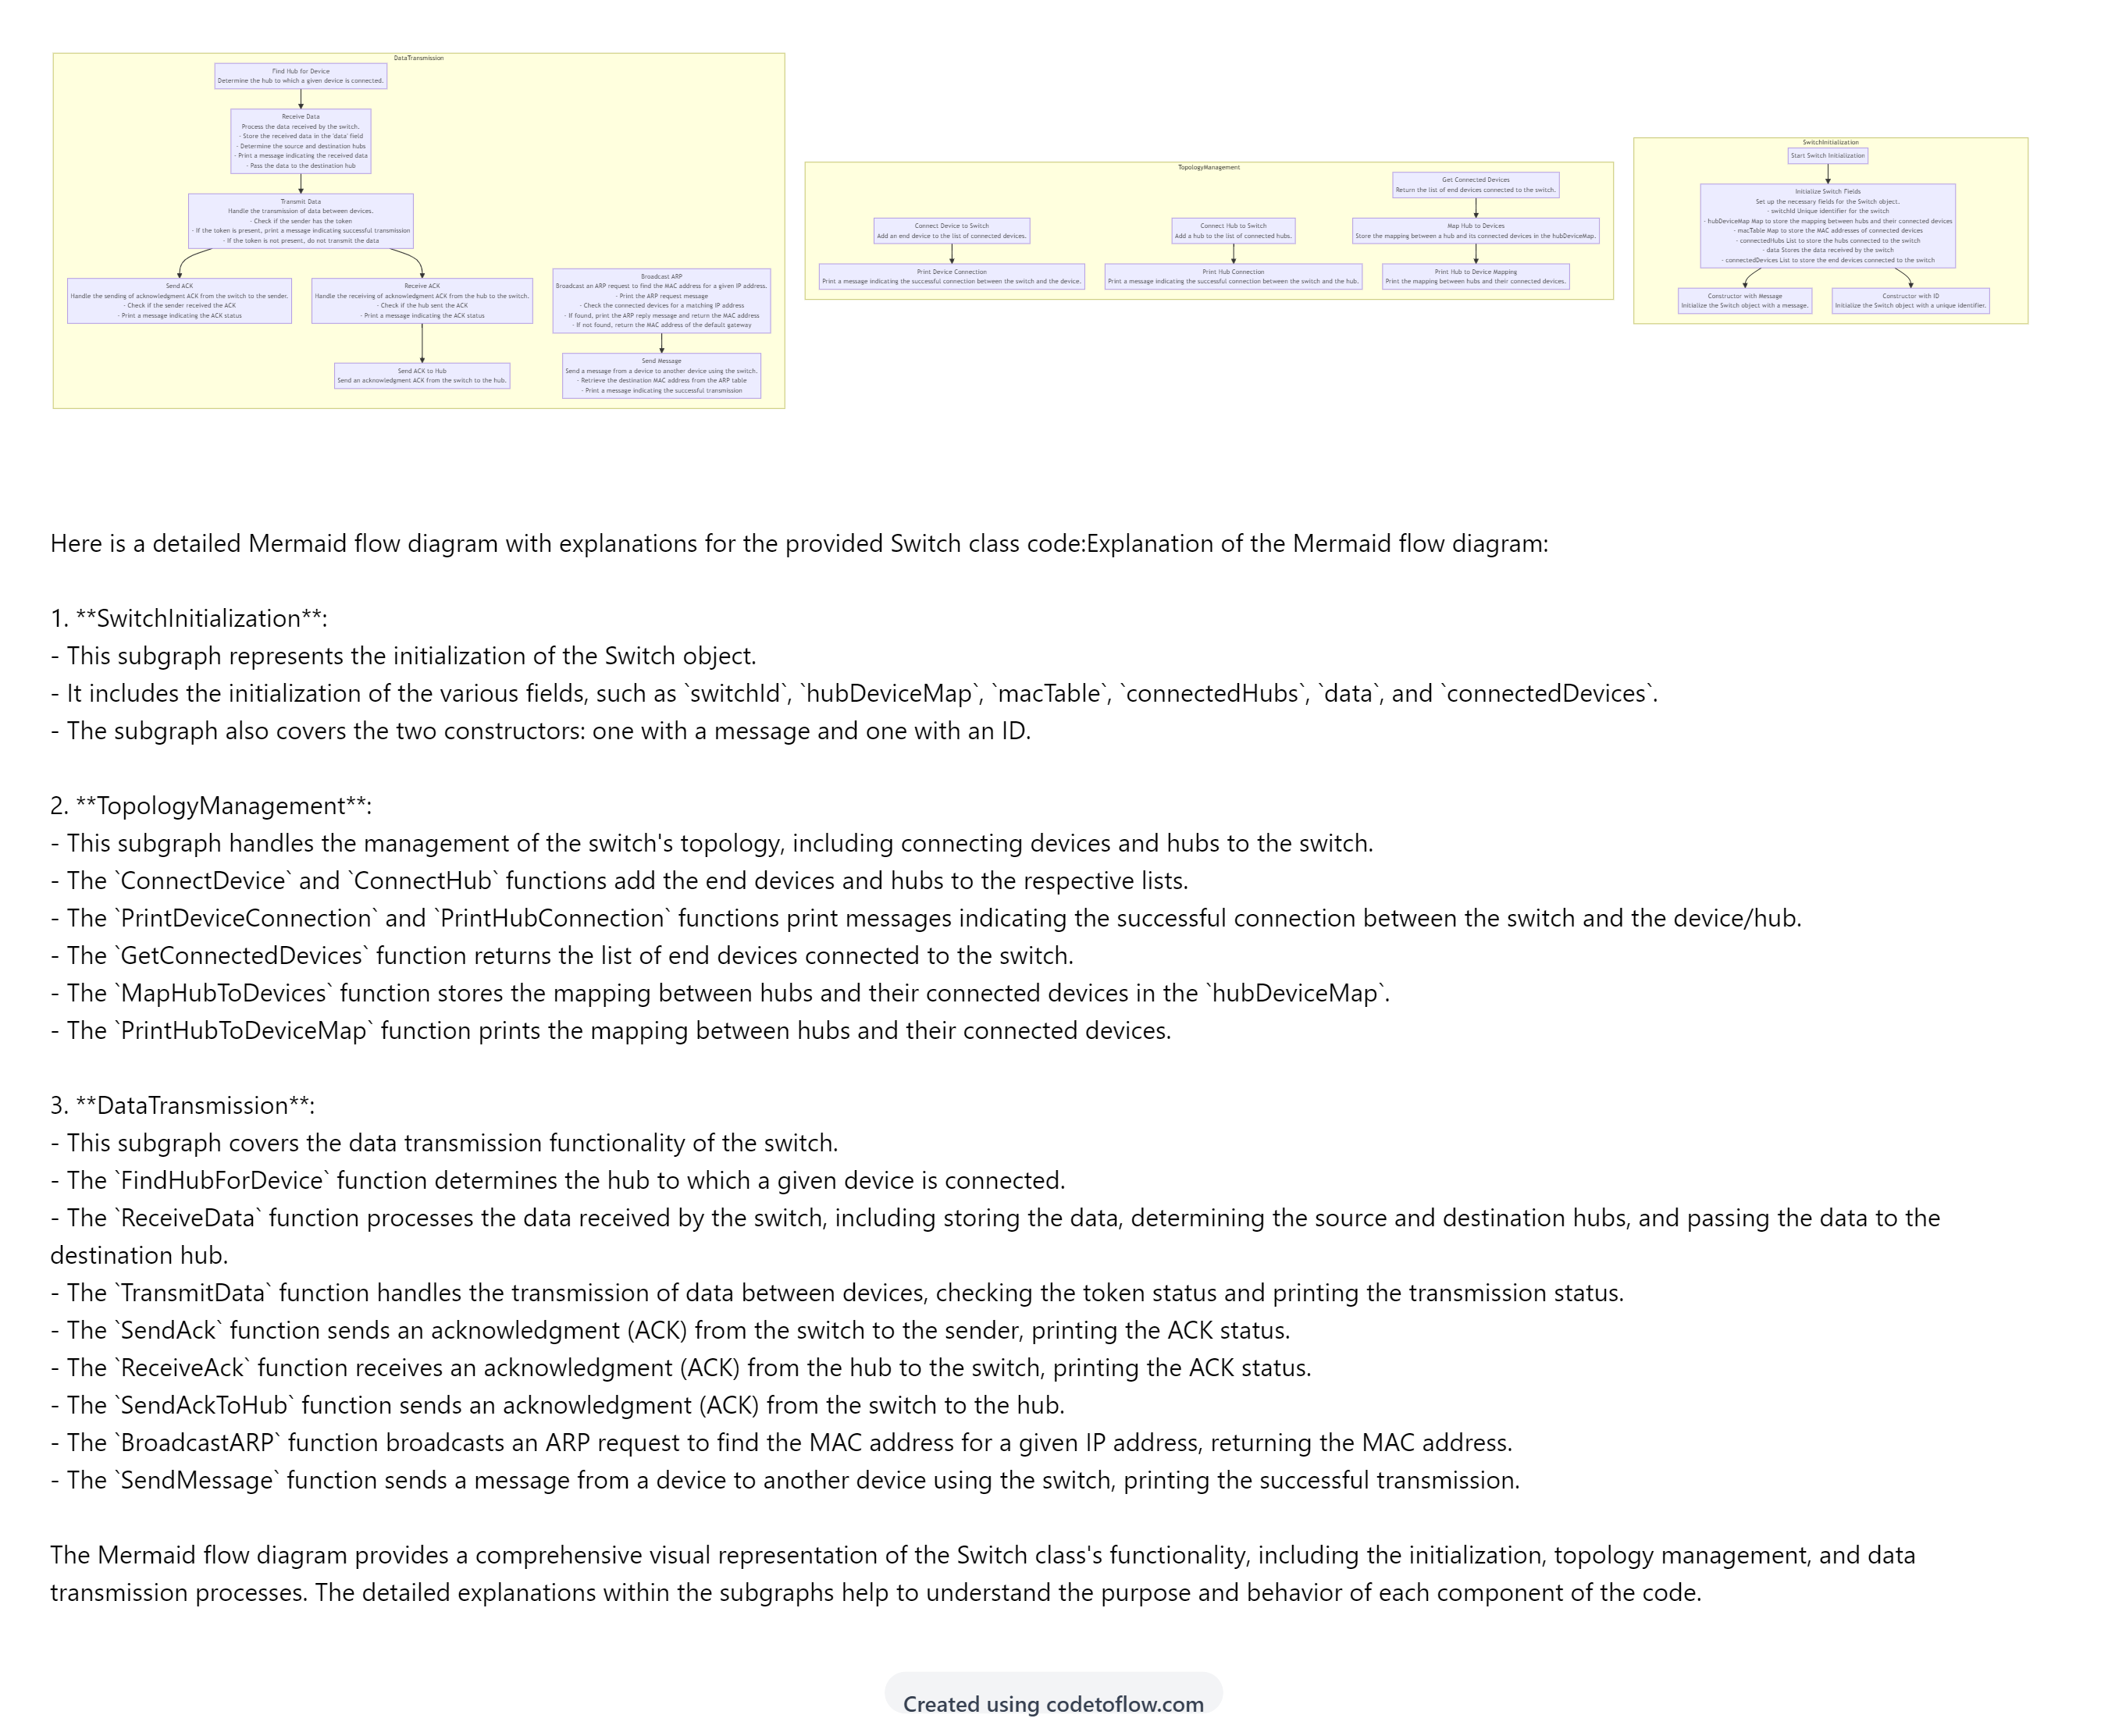 DataTransmission
Find Hub for Device
Determine the hub to which a given device is connected.
Receive Data
Process the data received by the switch.
- Store the received data in the 'data' field
- Determine the source and destination hubs
- Print a message indicating the received data
- Pass the data to the destination hub
Transmit Data
Handle the transmission of data between devices.
- Check if the sender has the token
- If the token is present, print a message indicating successful transmission
- If the token is not present, do not transmit the data
Send ACK
Handle the sending of acknowledgment ACK from the switch to the sender.
- Check if the sender received the ACK
- Print a message indicating the ACK status
Receive ACK
Handle the receiving of acknowledgment ACK from the hub to the switch.
- Check if the hub sent the ACK
- Print a message indicating the ACK status
Broadcast ARP
Broadcast an ARP request to find the MAC address for a given IP address.
- Print the ARP request message
- Check the connected devices for a matching IP address
- If found, print the ARP reply message and return the MAC address
- If not found, return the MAC address of the default gateway
Send ACK to Hub
Send an acknowledgment ACK from the switch to the hub.
Send Message
Send a message from a device to another device using the switch.
- Retrieve the destination MAC address from the ARP table
- Print a message indicating the successful transmission
TopologyManagement
Get Connected Devices
Return the list of end devices connected to the switch.
Connect Device to Switch
Add an end device to the list of connected devices.
Connect Hub to Switch
Add a hub to the list of connected hubs.
Map Hub to Devices
Store the mapping between a hub and its connected devices in the hubDeviceMap.
Print Device Connection
Print a message indicating the successful connection between the switch and the device.
Print Hub Connection
Print a message indicating the successful connection between the switch and the hub.
Print Hub to Device Mapping
Print the mapping between hubs and their connected devices.
SwitchInitialization
Start Switch Initialization
Initialize Switch Fields
Set up the necessary fields for the Switch object.
- switchId Unique identifier for the switch
- hubDeviceMap Map to store the mapping between hubs and their connected devices
- macTable Map to store the MAC addresses of connected devices
- connectedHubs List to store the hubs connected to the switch
- data Stores the data received by the switch
- connectedDevices List to store the end devices connected to the switch
Constructor with Message
Initialize the Switch object with a message.
Constructor with ID
Initialize the Switch object with a unique identifier.
Here is a detailed Mermaid flow diagram with explanations for the provided Switch class code:Explanation of the Mermaid flow diagram:
1. **SwitchInitialization**:
- This subgraph represents the initialization of the Switch object.
- It includes the initialization of the various fields, such as `switchId`, `hubDeviceMap`, `macTable`, `connectedHubs`, `data`, and `connectedDevices`.
- The subgraph also covers the two constructors: one with a message and one with an ID.
2. **TopologyManagement**:
- This subgraph handles the management of the switch's topology, including connecting devices and hubs to the switch.
- The `ConnectDevice` and `ConnectHub` functions add the end devices and hubs to the respective lists.
- The `PrintDeviceConnection` and `PrintHubConnection` functions print messages indicating the successful connection between the switch and the device/hub.
- The `GetConnectedDevices` function returns the list of end devices connected to the switch.
- The `MapHubToDevices` function stores the mapping between hubs and their connected devices in the `hubDeviceMap`.
- The `PrintHubToDeviceMap` function prints the mapping between hubs and their connected devices.
3. **DataTransmission**:
- This subgraph covers the data transmission functionality of the switch.
- The `FindHubForDevice` function determines the hub to which a given device is connected.
- The `ReceiveData` function processes the data received by the switch, including storing the data, determining the source and destination hubs, and passing the data to the
destination hub.
- The `TransmitData` function handles the transmission of data between devices, checking the token status and printing the transmission status.
- The `SendAck` function sends an acknowledgment (ACK) from the switch to the sender, printing the ACK status.
- The `ReceiveAck` function receives an acknowledgment (ACK) from the hub to the switch, printing the ACK status.
- The `SendAckToHub` function sends an acknowledgment (ACK) from the switch to the hub.
- The `BroadcastARP` function broadcasts an ARP request to find the MAC address for a given IP address, returning the MAC address.
- The `SendMessage` function sends a message from a device to another device using the switch, printing the successful transmission.
The Mermaid flow diagram provides a comprehensive visual representation of the Switch class's functionality, including the initialization, topology management, and data
transmission processes. The detailed explanations within the subgraphs help to understand the purpose and behavior of each component of the code.
Created using codetoflow.com